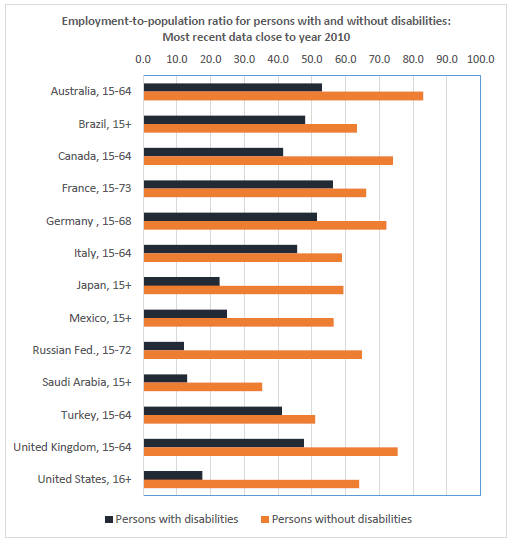 Employment-to-population ratio for persons with and without disabilities:
Most recent data close to year 2010
0.0 10.0 20.0 30.0 40.0 50.0 60.0 70.0 80.0 90.0 100.0
Australia, 15-64
Brazil, 15+
Canada, 15-64
France, 15-73
Germany , 15-68
Italy, 15-64
Japan, 15+
Mexico, 15+
Russian Fed., 15-72
Saudi Arabia, 15+
Turkey, 15-64
United Kingdom, 15-64
United States, 16+
Persons with disabilities Persons without disabilities